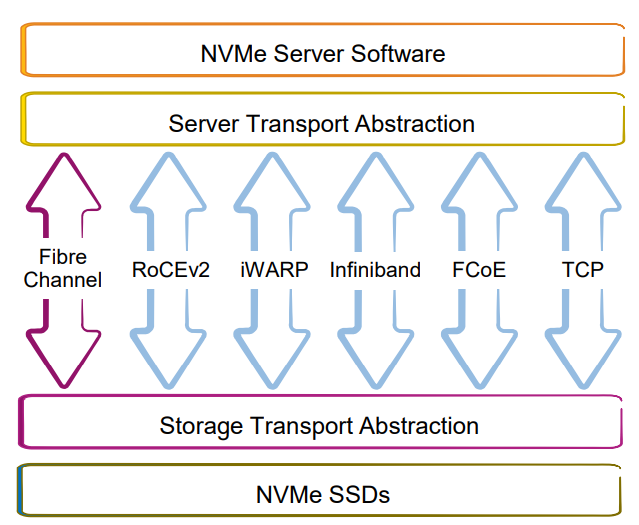 NVMe Server Software
Server Transport Abstraction
Fibre
Channel
RoCEv2
iWARP
Infiniband
FCoE
TCP
Storage Transport Abstraction
NVMe SSDs